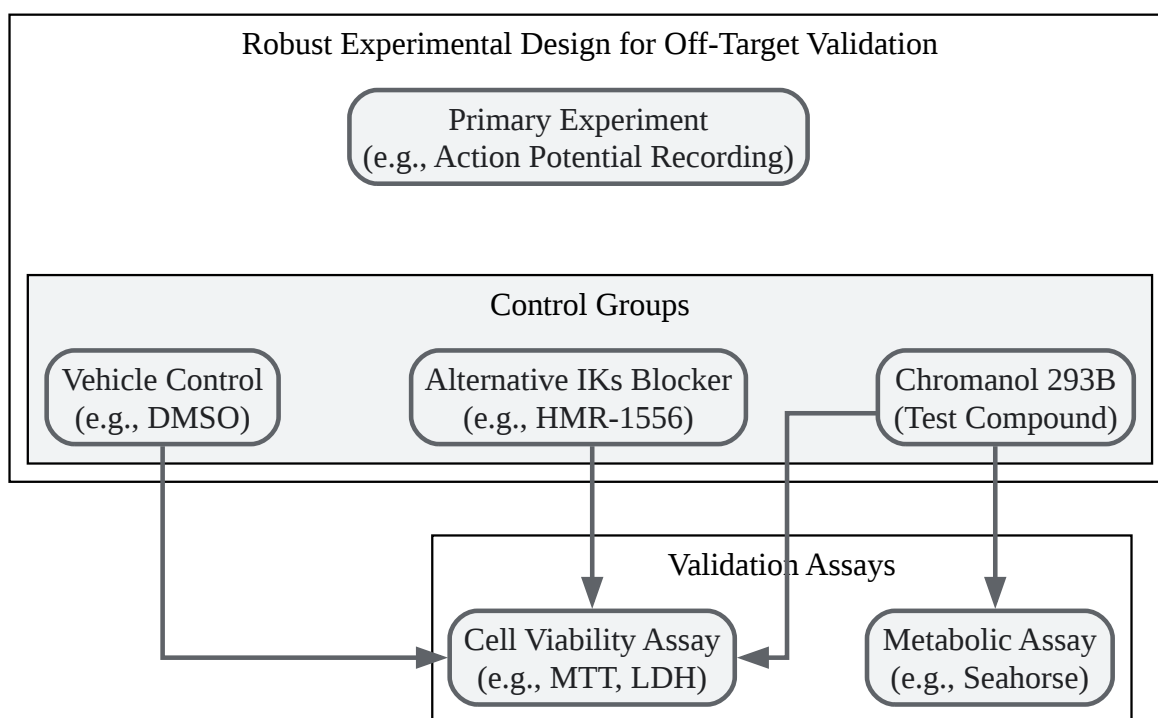 Robust Experimental Design for Off-Target Validation
Primary Experiment
(e.g., Action Potential Recording)
Control Groups
Vehicle Control
(e.g., DMSO)
Alternative IKs Blocker
(e.g., HMR-1556)
Chromanol 293B
(Test Compound)
Validation Assays
Cell Viability Assay
(e.g., MTT, LDH)
Metabolic Assay
(e.g., Seahorse)